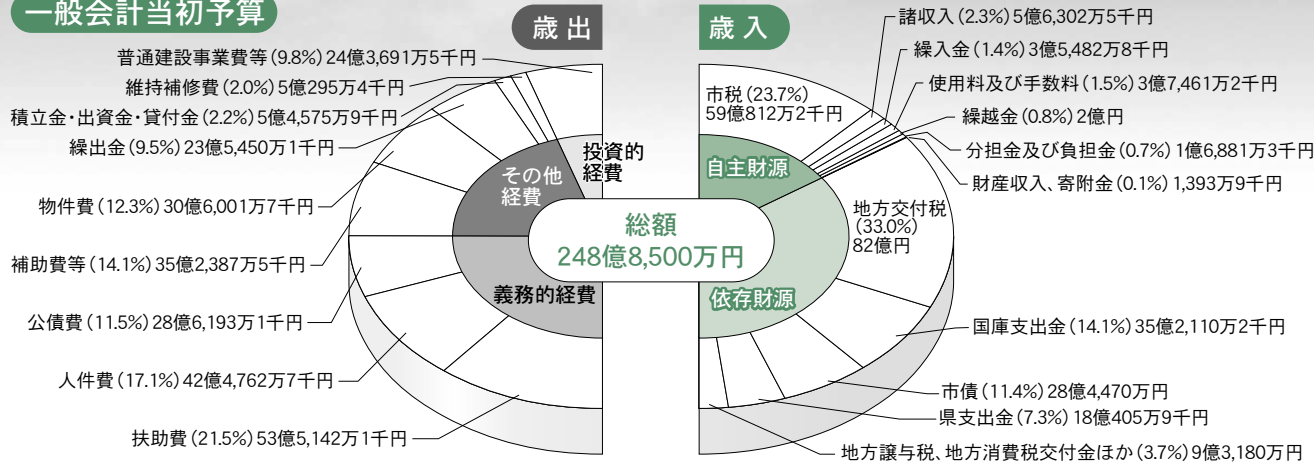 一般会計当初予算
歳出
普通建設事業費等(9.8%)24億3,691万5千円
維持補修費(2.0%)5億295万4千円
積立金・出資金・貸付金(2.2%)5億4,575万9千円
繰出金(9.5%)23億5,450万1千円
物件費(12.3%)30億6,001万7千円
補助費等(14.1%)35億2,387万5千円
公債費(11.5%)28億6,193万1千円
人件費(17.1%)42億4,762万7千円
扶助費(21.5%)53億5,142万1千円
投資的
経費
その他
経費
義務的経費
総額
248億8,500万円
歳入
諸収入(2.3%)5億6,302万5千円
繰入金(1.4%)3億5,482万8千円
使用料及び手数料(1.5%)3億7,461万2千円
繰越金(0.8%)2億円
分担金及び負担金(0.7%)1億6,881万3千円
財産収入、寄附金(0.1%)1,393万9千円
市税(23.7%)
59億812万2千円
自主財源
地方交付税
(33.0%)
82億円
依存財源
国庫支出金(14.1%)35億2,110万2千円
市債(11.4%)28億4,470万円
県支出金(7.3%)18億405万9千円
地方譲与税、地方消費税交付金ほか(3.7%)9億3,180万円